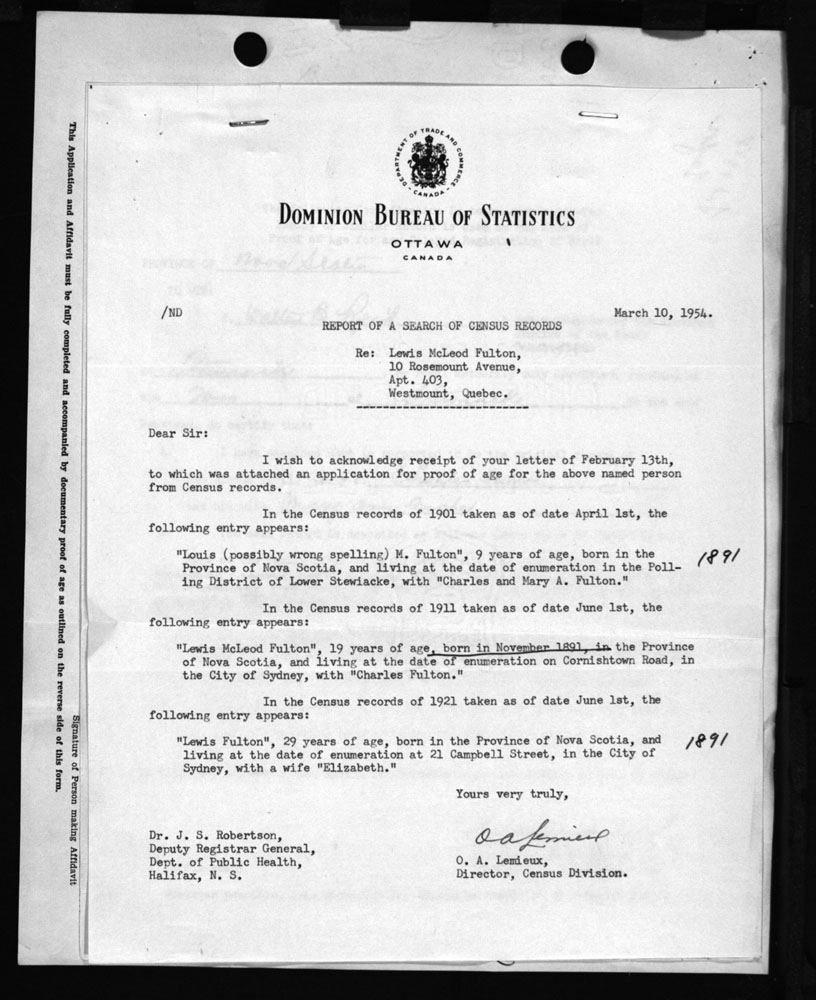 DEPARTMENT OF TRADE AND COMMERCE
- CANADA -
DOMINION BUREAU OF STATISTICS
OTTAWA
CANADA
/ND
March 10, 1954.
REPORT OF A SEARCH OF CENSUS RECORDS
Re: Lewis McLeod Fulton,
10 Rosemount Avenue,
Apt. 403,
Westmount, Quebec.
Dear Sir:
I wish to acknowledge receipt of your letter of February 13th,
to which was attached an application for proof of age for the above named person
from Census records.
In the Census records of 1901 taken as of date April 1st, the
following entry appears:
"Louis (possibly wrong spelling) M. Fulton", 9 years of age, born in the 1891
Province of Nova Scotia, and living at the date of enumeration in the Poll-
ing District of Lower Stewiacke, with "Charles and Mary A. Fulton."
In the Census records of 1911 taken as of date June 1st, the
following entry appears:
"Lewis McLeod Fulton", 19 years of age, born in November 1891, in the Province
of Nova Scotia, and living at the date of enumeration on Cornishtown Road, in
the City of Sydney, with "Charles Fulton."
In the Census records of 1921 taken as of date June 1st, the
following entry appears:
"Lewis Fulton", 29 years of age, born in the Province of Nova Scotia, and 1891
living at the date of enumeration at 21 Campbell Street, in the City of
Sydney, with a wife "Elizabeth."
Yours very truly,
O A Lemieux
Dr. J. S. Robertson,
Deputy Registrar General,
Dept. of Public Health,
Halifax, N. S.
O. A. Lemieux,
Director, Census Division.
This Application and Affidavit must be fully completed and accompanied by documentary proof of age as outlined on the reverse side of this form.
Signature of Person making Affidavit